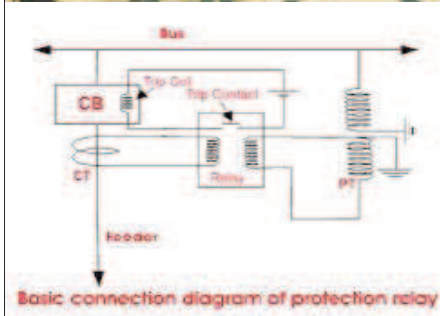 Bus
Trip Coil
CB
Trip Contact
CT
Relay
PT
Feeder
Basic connection diagram of protection relay